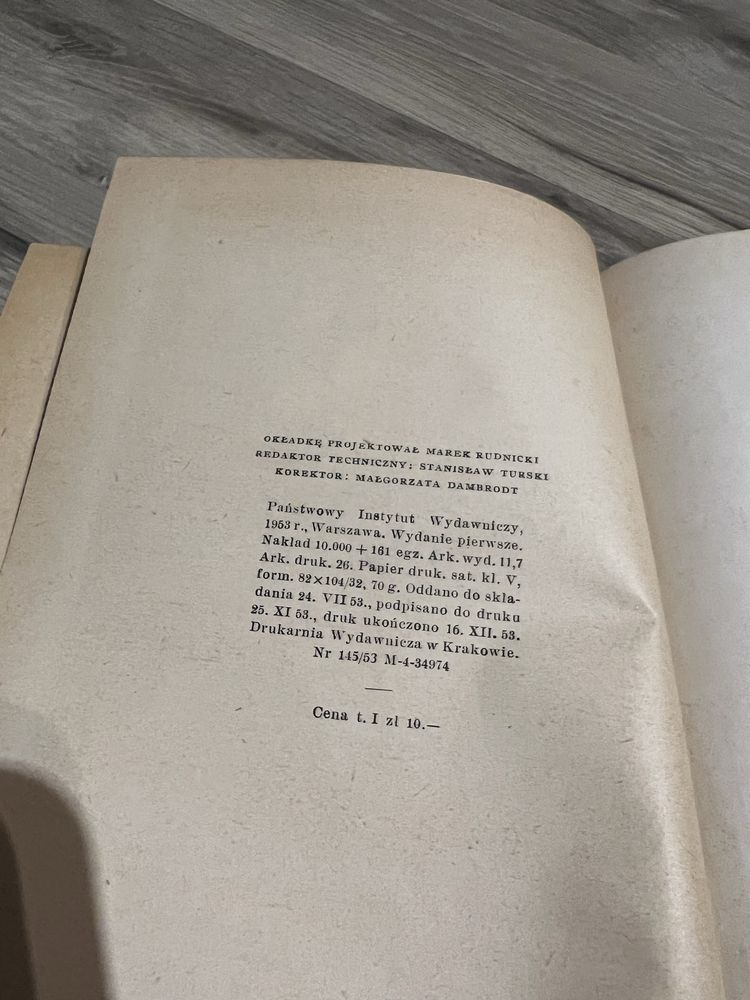 OKŁADKĘ PROJEKTOWAŁ MAREK RUDNICKI
REDAKTOR TECHNICZNY: STANISŁAW TURSKI
KOREKTOR: MAŁGORZATA DAMBRODT
Państwowy Instytut Wydawniczy,
1953 r., Warszawa. Wydanie pierwsze.
Nakład 10.000 + 161 egz. Ark. wyd. 11,7
Ark. druk. 26. Papier druk. sat. kl. V,
form. 82×104/32, 70 g. Oddano do skła-
dania 24. VII 53., podpisano do druku
25. XI 53., druk ukończono 16. XII. 53.
Drukarnia Wydawnicza w Krakowie.
Nr 145/53 M-4-34974
Cena t. I zł 10.—